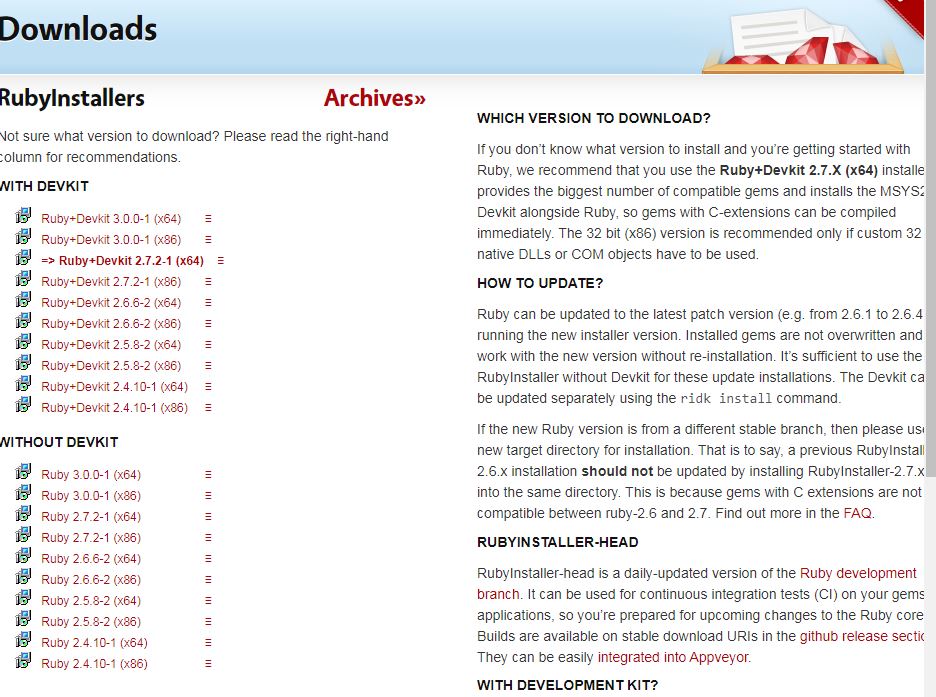 Downloads
RubyInstallers
Archives»
Not sure what version to download? Please read the right-hand
column for recommendations.
WITH DEVKIT
Ruby+Devkit 3.0.0-1 (x64)
Ruby+Devkit 3.0.0-1 (x86)
=> Ruby+Devkit 2.7.2-1 (x64)
Ruby+Devkit 2.7.2-1 (x86)
Ruby+Devkit 2.6.6-2 (x64)
Ruby+Devkit 2.6.6-2 (x86)
Ruby+Devkit 2.5.8-2 (x64)
Ruby+Devkit 2.5.8-2 (x86)
Ruby+Devkit 2.4.10-1 (x64)
Ruby+Devkit 2.4.10-1 (x86)
WITHOUT DEVKIT
Ruby 3.0.0-1 (x64)
Ruby 3.0.0-1 (x86)
Ruby 2.7.2-1 (x64)
Ruby 2.7.2-1 (x86)
Ruby 2.6.6-2 (x64)
Ruby 2.6.6-2 (x86)
Ruby 2.5.8-2 (x64)
Ruby 2.5.8-2 (x86)
Ruby 2.4.10-1 (x64)
Ruby 2.4.10-1 (x86)
WHICH VERSION TO DOWNLOAD?
If you don't know what version to install and you're getting started with
Ruby, we recommend that you use the Ruby+Devkit 2.7.X (x64) installe
provides the biggest number of compatible gems and installs the MSYS2
Devkit alongside Ruby, so gems with C-extensions can be compiled
immediately. The 32 bit (x86) version is recommended only if custom 32
native DLLs or COM objects have to be used.
HOW TO UPDATE?
Ruby can be updated to the latest patch version (e.g. from 2.6.1 to 2.6.4
running the new installer version. Installed gems are not overwritten and
work with the new version without re-installation. It's sufficient to use the
RubyInstaller without Devkit for these update installations. The Devkit ca
be updated separately using the ridk install command.
If the new Ruby version is from a different stable branch, then please us
new target directory for installation. That is to say, a previous RubyInstall
2.6.x installation should not be updated by installing RubyInstaller-2.7.x
into the same directory. This is because gems with C extensions are not
compatible between ruby-2.6 and 2.7. Find out more in the FAQ.
RUBYINSTALLER-HEAD
RubyInstaller-head is a daily-updated version of the Ruby development
branch. It can be used for continuous integration tests (CI) on your gems
applications, so you're prepared for upcoming changes to the Ruby core
Builds are available on stable download URIs in the github release sectio
They can be easily integrated into Appveyor.
WITH DEVELOPMENT KIT?